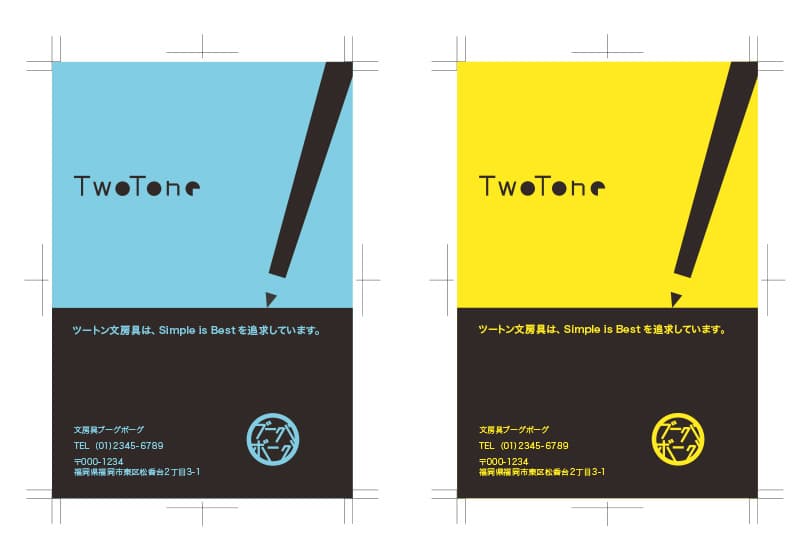 TwoTone
ツートン文房具は、Simple is Bestを追求しています。
文房具ブーグボーグ
TEL (01)2345-6789
〒000-1234
福岡県福岡市東区松香台2丁目3-1
ブーグ
ボーグ
TwoTone
ツートン文房具は、Simple is Bestを追求しています。
文房具ブーグボーグ
TEL (01)2345-6789
〒000-1234
福岡県福岡市東区松香台2丁目3-1
ブーグ
ボーグ